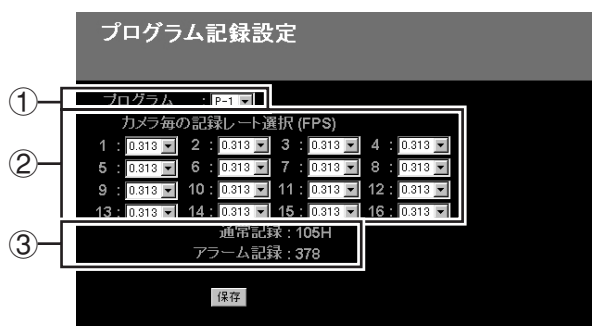 プログラム記録設定
① プログラム : P-1
カメラ毎の記録レート選択 (FPS)
1 : 0.313 2 : 0.313 3 : 0.313 4 : 0.313
② 5 : 0.313 6 : 0.313 7 : 0.313 8 : 0.313
9 : 0.313 10 : 0.313 11 : 0.313 12 : 0.313
13 : 0.313 14 : 0.313 15 : 0.313 16 : 0.313
③ 通常記録 : 105H
アラーム記録 : 378
保存